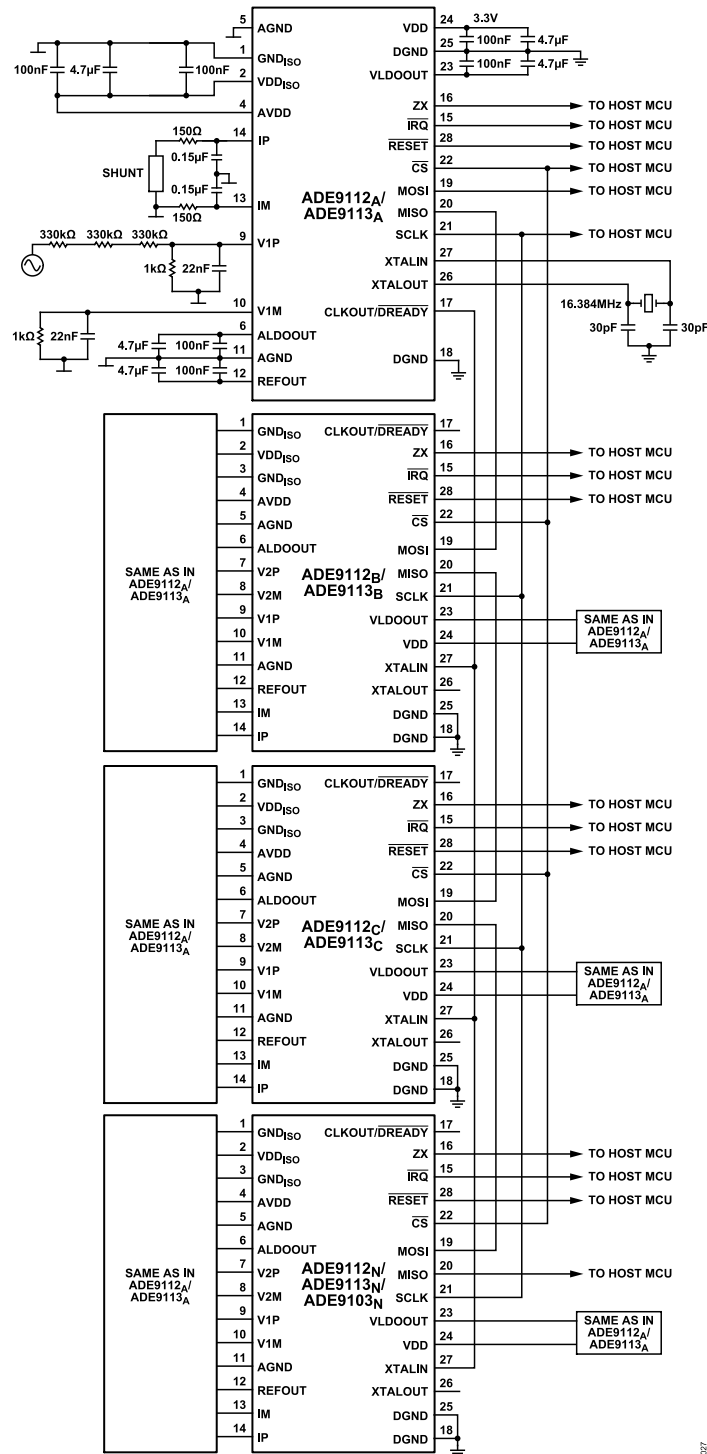 5 AGND
1 GNDISO
100nF 4.7µF 100nF
2 VDDISO
4 AVDD
150Ω 14 IP
0.15µF
SHUNT
0.15µF
150Ω 13 IM
330kΩ 330kΩ 330kΩ 9 V1P
1kΩ 22nF
10 V1M
1kΩ 22nF
6 ALDOOUT
4.7µF 100nF
11 AGND
4.7µF 100nF
12 REFOUT
ADE9112A/
ADE9113A
VDD 24 3.3V
100nF 4.7µF
DGND 25
100nF 4.7µF
VLDOOUT 23
ZX 16 TO HOST MCU
IRQ 15 TO HOST MCU
RESET 28 TO HOST MCU
CS 22 TO HOST MCU
MOSI 19 TO HOST MCU
MISO 20
SCLK 21 TO HOST MCU
XTALIN 27
XTALOUT 26
CLKOUT/DREADY 17
16.384MHz
30pF 30pF
DGND 18
SAME AS IN
ADE9112A/
ADE9113A
1 GNDISO
2 VDDISO
3 GNDISO
4 AVDD
5 AGND
6 ALDOOUT
7 V2P
8 V2M
9 V1P
10 V1M
11 AGND
12 REFOUT
13 IM
14 IP
ADE9112B/
ADE9113B
CLKOUT/DREADY 17
ZX 16 TO HOST MCU
IRQ 15 TO HOST MCU
RESET 28 TO HOST MCU
CS 22
MOSI 19
MISO 20
SCLK 21
VLDOOUT 23
VDD 24
SAME AS IN
ADE9112A/
ADE9113A
XTALIN 27
XTALOUT 26
DGND 25
DGND 18
SAME AS IN
ADE9112A/
ADE9113A
1 GNDISO
2 VDDISO
3 GNDISO
4 AVDD
5 AGND
6 ALDOOUT
7 V2P
8 V2M
9 V1P
10 V1M
11 AGND
12 REFOUT
13 IM
14 IP
ADE9112C/
ADE9113C
CLKOUT/DREADY 17
ZX 16 TO HOST MCU
IRQ 15 TO HOST MCU
RESET 28 TO HOST MCU
CS 22
MOSI 19
MISO 20
SCLK 21
VLDOOUT 23
VDD 24
SAME AS IN
ADE9112A/
ADE9113A
XTALIN 27
XTALOUT 26
DGND 25
DGND 18
SAME AS IN
ADE9112A/
ADE9113A
1 GNDISO
2 VDDISO
3 GNDISO
4 AVDD
5 AGND
6 ALDOOUT
7 V2P
8 V2M
9 V1P
10 V1M
11 AGND
12 REFOUT
13 IM
14 IP
ADE9112N/
ADE9113N/
ADE9103N
CLKOUT/DREADY 17
ZX 16 TO HOST MCU
IRQ 15 TO HOST MCU
RESET 28 TO HOST MCU
CS 22
MOSI 19
MISO 20 TO HOST MCU
SCLK 21
VLDOOUT 23
VDD 24
SAME AS IN
ADE9112A/
ADE9113A
XTALIN 27
XTALOUT 26
DGND 25
DGND 18
027